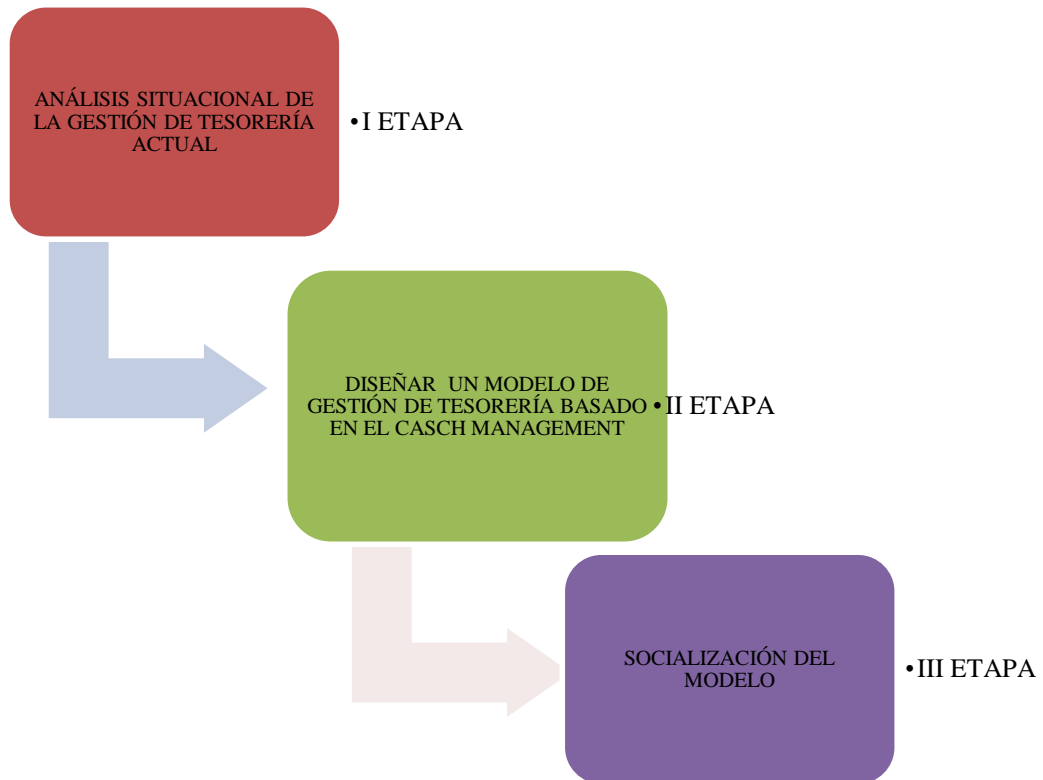 ANÁLISIS SITUACIONAL DE
LA GESTIÓN DE TESORERÍA
ACTUAL
•I ETAPA
DISEÑAR UN MODELO DE
GESTIÓN DE TESORERÍA BASADO
EN EL CASCH MANAGEMENT
•II ETAPA
SOCIALIZACIÓN DEL
MODELO
•III ETAPA